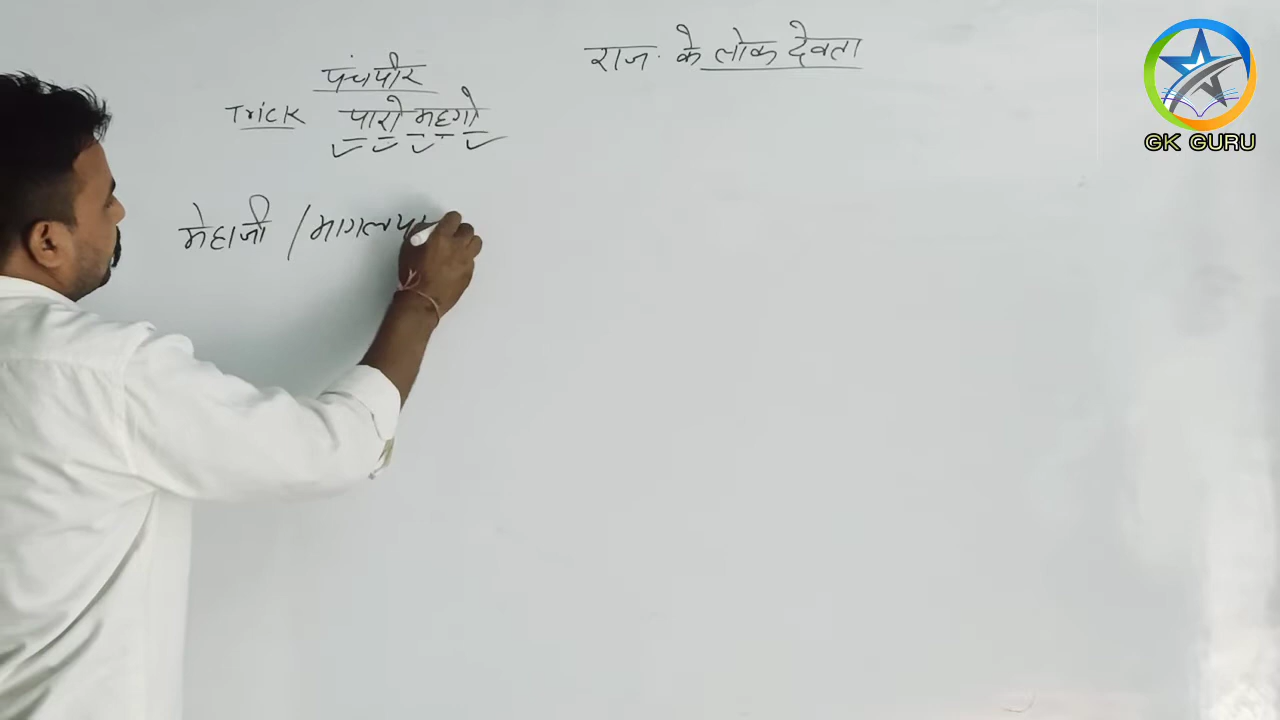 राज. के लोक देवता
पंचपीर
Trick पारो महगो
मेहाजी / मागल
GK GURU